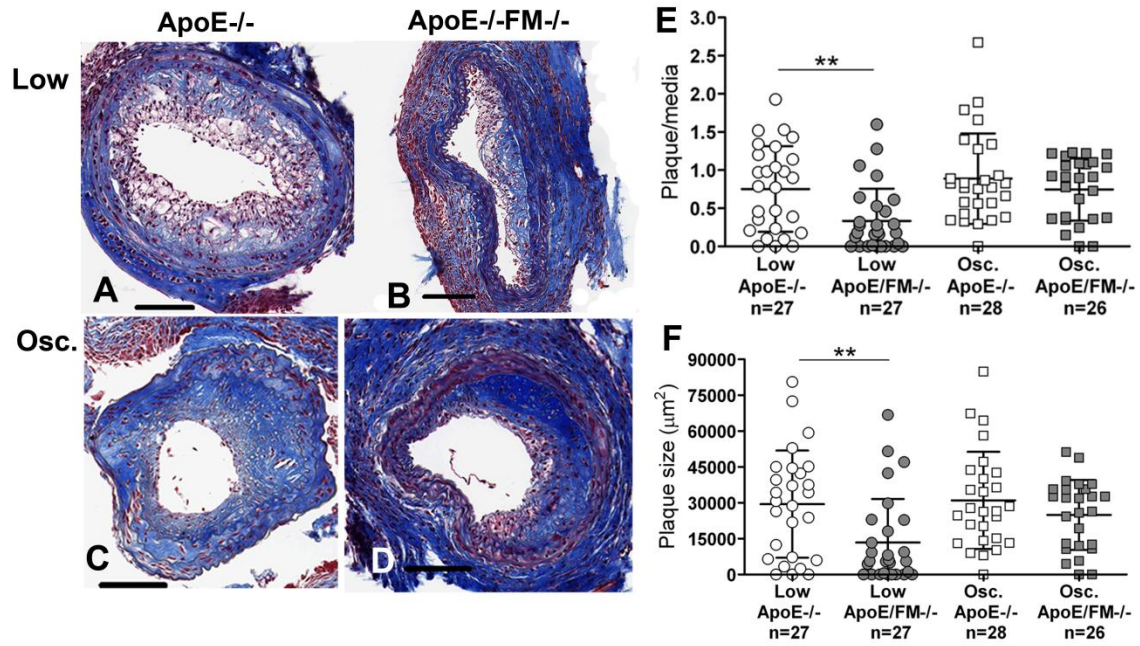 ApoE-/-
ApoE-/-FM-/-
Low
A
B
Osc.
C
D
E
3.0
2.5
2.0
1.5
1.0
0.5
0.0
Plaque/media
**
Low
ApoE-/-
n=27
Low
ApoE/FM-/-
n=27
Osc.
ApoE-/-
n=28
Osc.
ApoE/FM-/-
n=26
F
90000
75000
60000
45000
30000
15000
0
Plaque size (μm²)
**
Low
ApoE-/-
n=27
Low
ApoE/FM-/-
n=27
Osc.
ApoE-/-
n=28
Osc.
ApoE/FM-/-
n=26